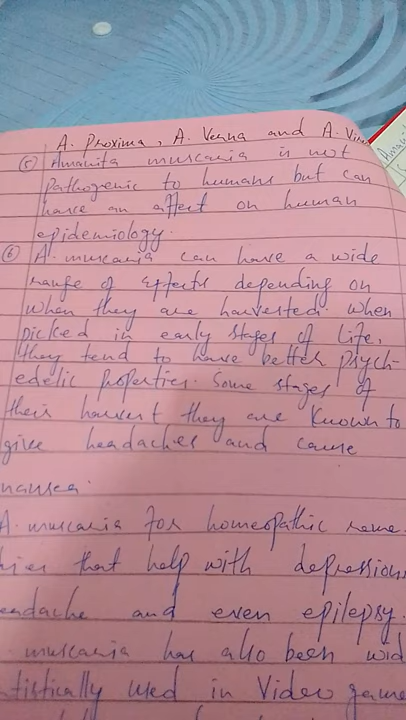 A. Proxima, A. Verna and A. Vir
(5) Amanita muscaria is not
pathogenic to humans but can
have an affect on human
epidemiology.
(6) A. muscaria can have a wide
range of effects depending on
when they are harvested. When
picked in early stages of life,
they tend to have better psych-
edelic properties. Some stages of
their harvest they are known to
give headaches and cause
nausea.
A. muscaria for homeopathic reme
dies that help with depression
eadache and even epilepsy.
muscaria has also been wid
tistically used in Video game